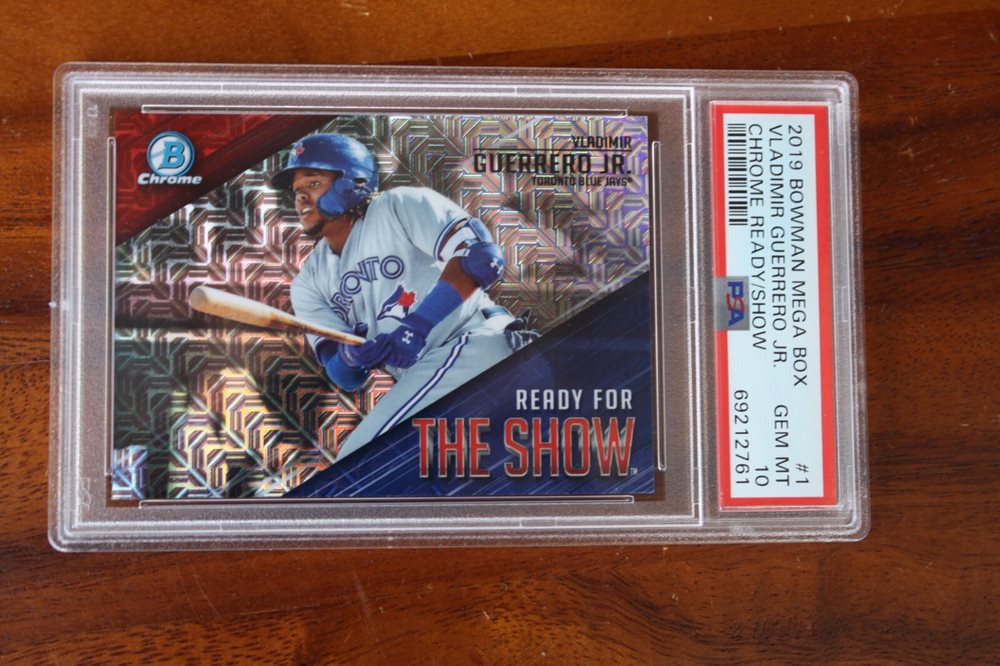 B
Chrome
VLADIMIR
GUERRERO JR.
TORONTO BLUE JAYS
TORONTO
READY FOR
THE SHOW™
2019 BOWMAN MEGA BOX #1
VLADIMIR GUERRERO JR. GEM MT
CHROME READY/SHOW 10
PSA 69212761